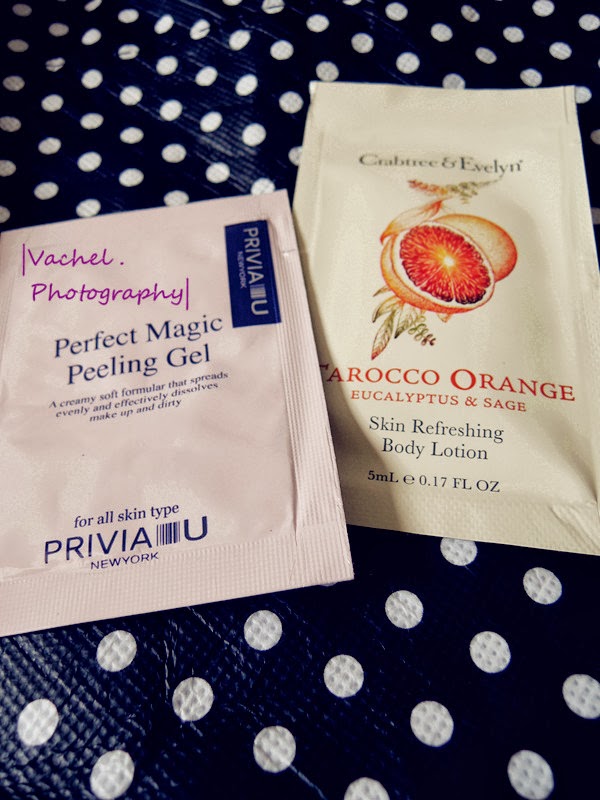 |Vachel .
Photography|
PRIVIA U
NEWYORK
Perfect Magic
Peeling Gel
A creamy soft formular that spreads
evenly and effectively dissolves
make up and dirty
for all skin type
PRIVIA U
NEWYORK
Crabtree & Evelyn®
TAROCCO ORANGE
EUCALYPTUS & SAGE
Skin Refreshing
Body Lotion
5mL ℮ 0.17 FL OZ